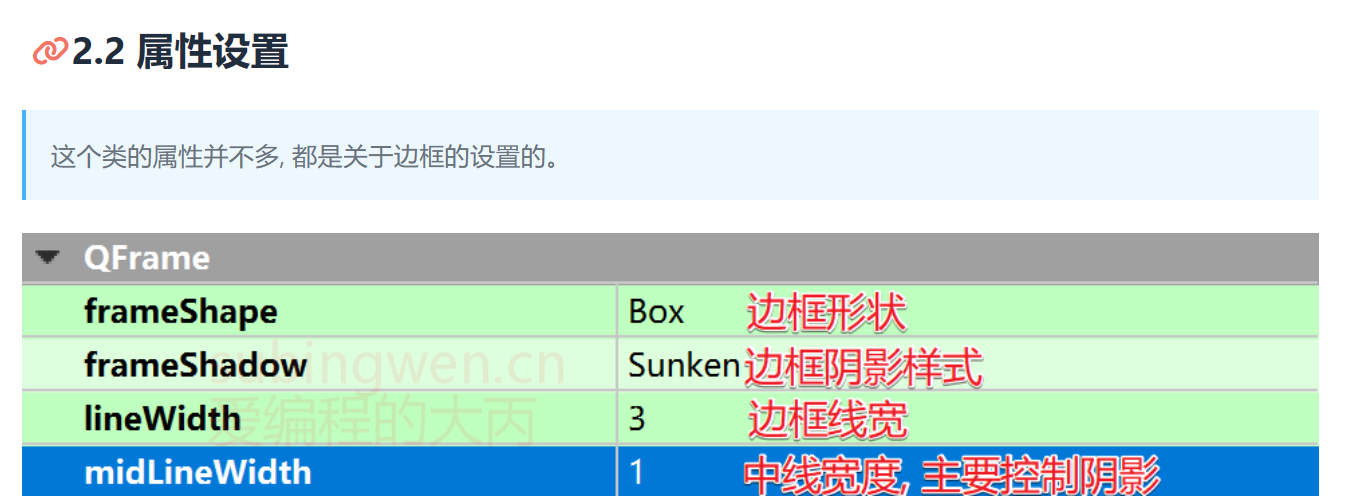 2.2 属性设置
这个类的属性并不多, 都是关于边框的设置的。
QFrame
frameShape Box 边框形状
subingwen.cn
frameShadow Sunken 边框阴影样式
爱编程的大丙
lineWidth 3 边框线宽
midLineWidth 1 中线宽度, 主要控制阴影